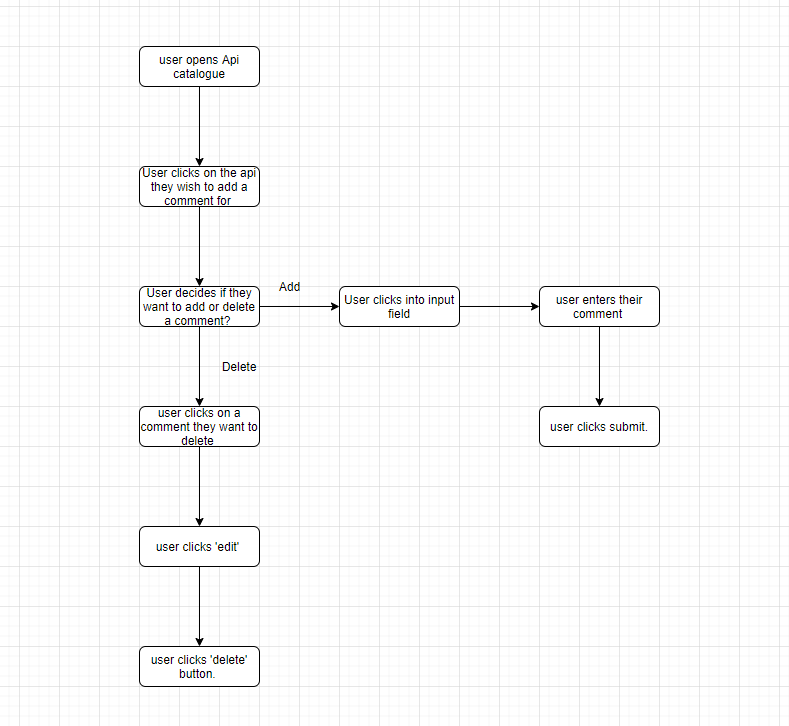 user opens Api
catalogue
User clicks on the api
they wish to add a
comment for
User decides if they
want to add or delete
a comment?
Add
User clicks into input
field
user enters their
comment
Delete
user clicks on a
comment they want to
delete
user clicks submit.
user clicks 'edit'
user clicks 'delete'
button.